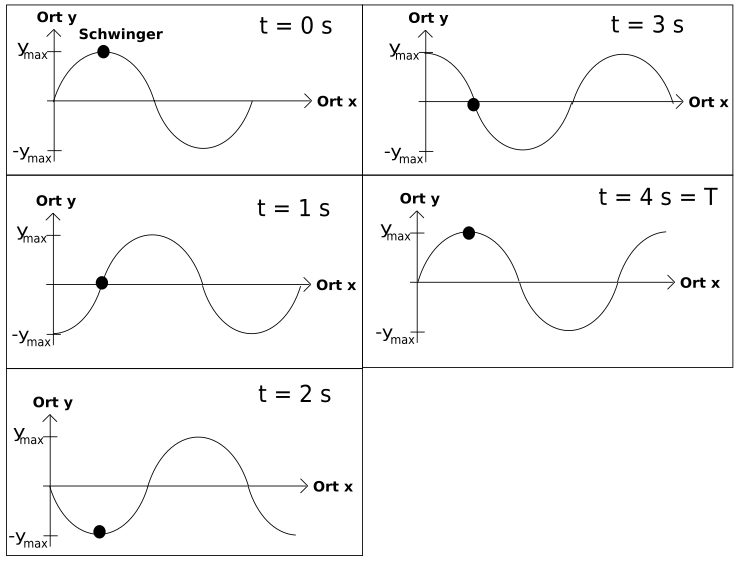 Ort y
t = 0 s
Schwinger
ymax
Ort x
-ymax
Ort y
t = 1 s
ymax
Ort x
-ymax
Ort y
t = 2 s
ymax
Ort x
-ymax
Ort y
t = 3 s
ymax
Ort x
-ymax
Ort y
t = 4 s = T
ymax
Ort x
-ymax